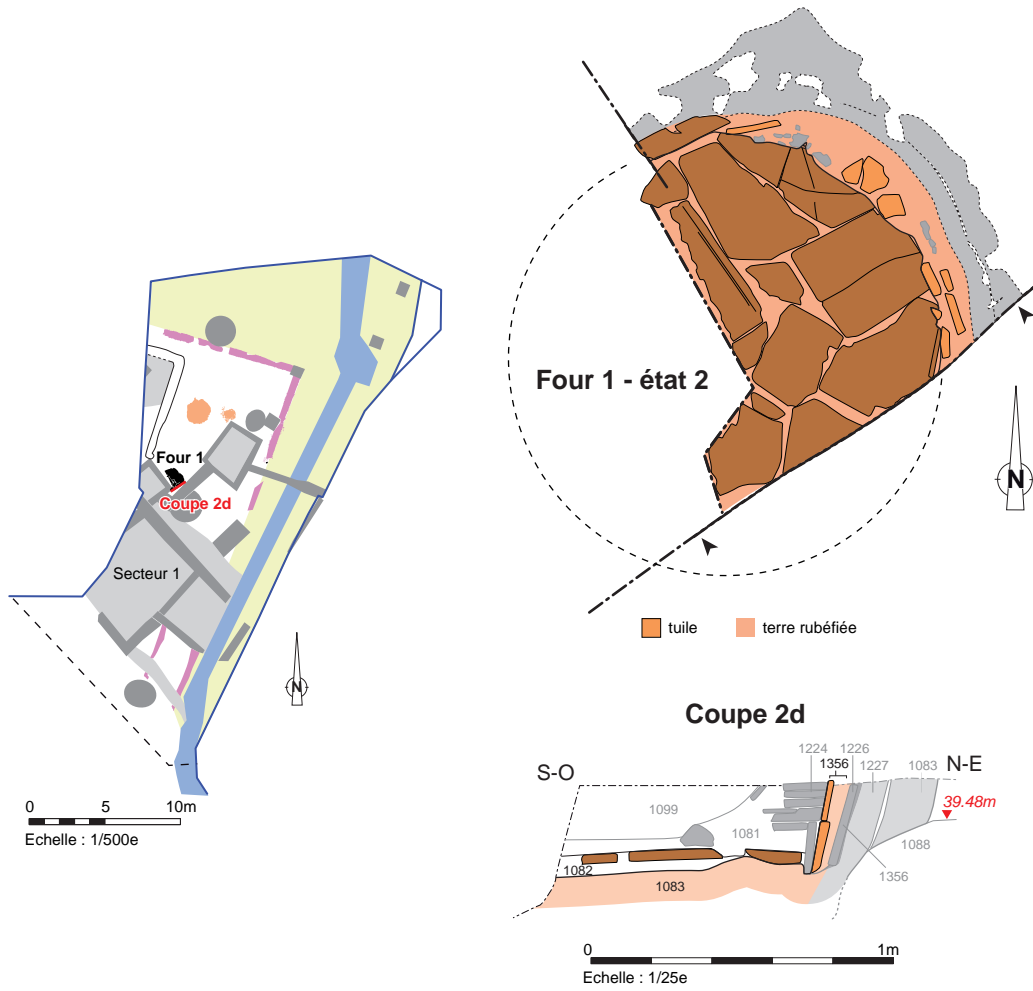 Four 1
Coupe 2d
Secteur 1
N
0 5 10m
Echelle : 1/500e
Four 1 - état 2
N
tuile
terre rubéfiée
Coupe 2d
S-O
N-E
1224
1226
1356
1227
1083
39.48m
1099
1081
1088
1082
1083
1356
0 1m
Echelle : 1/25e